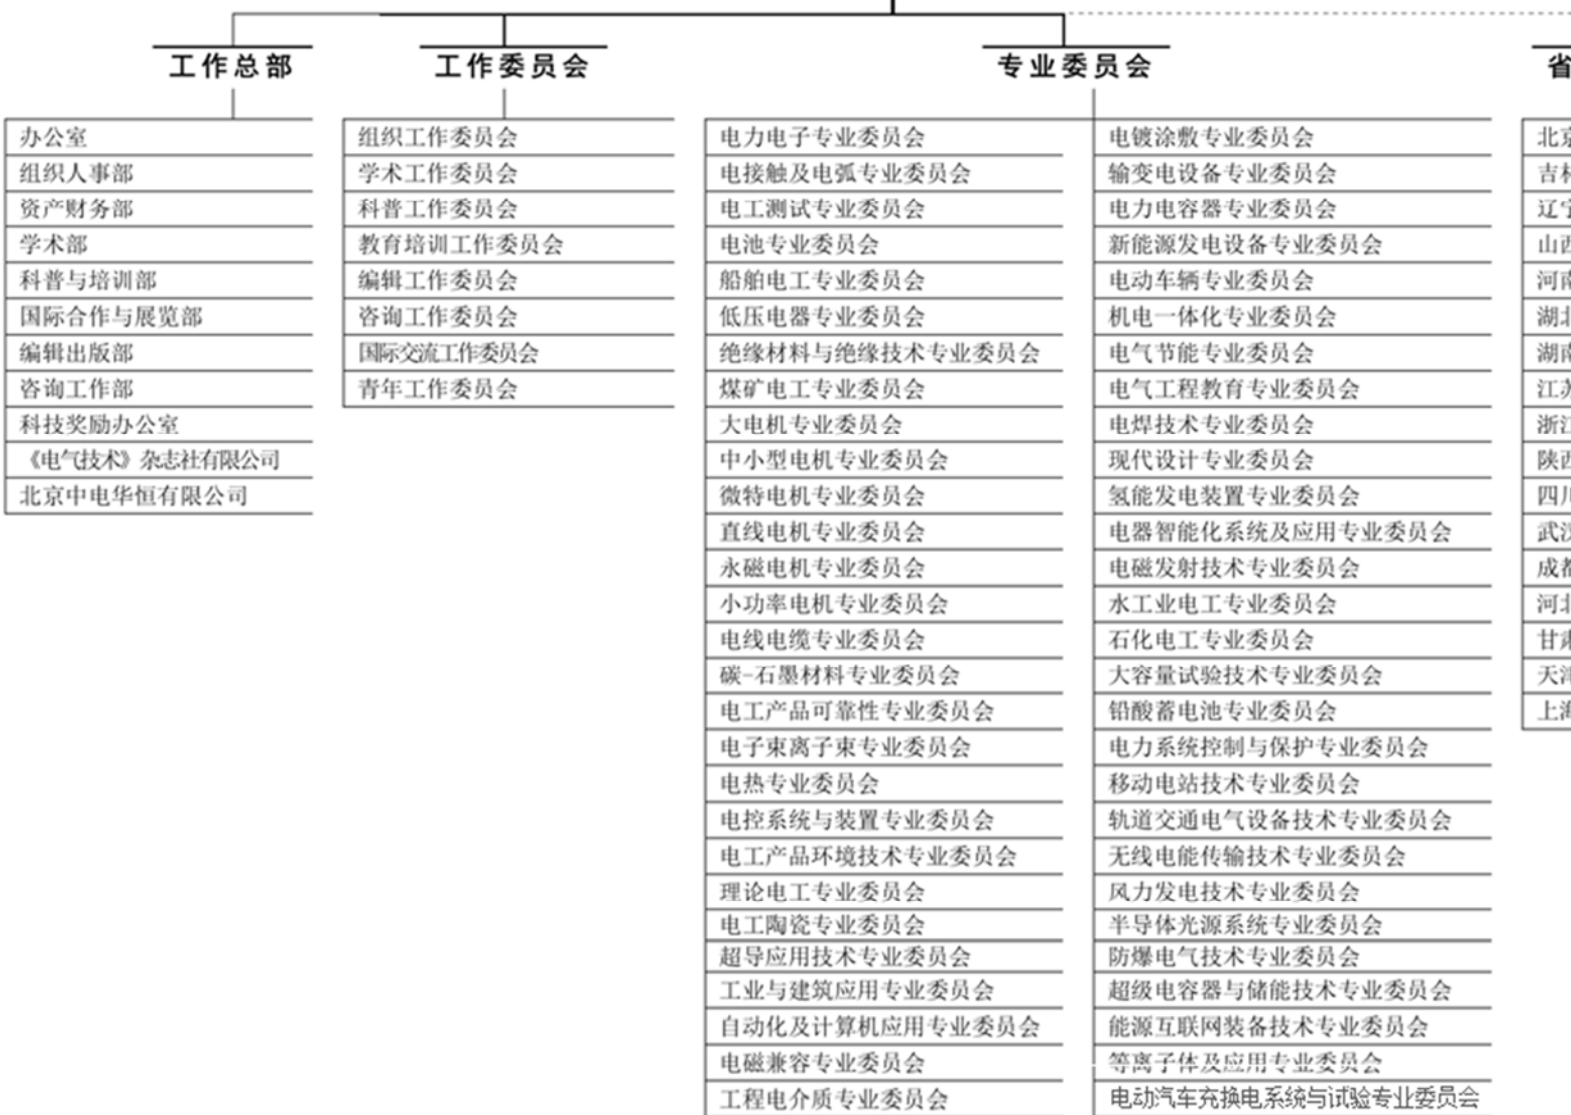 工作总部
工作委员会
专业委员会
省
办公室
组织人事部
资产财务部
学术部
科普与培训部
国际合作与展览部
编辑出版部
咨询工作部
科技奖励办公室
《电气技术》杂志社有限公司
北京中电华恒有限公司
组织工作委员会
学术工作委员会
科普工作委员会
教育培训工作委员会
编辑工作委员会
咨询工作委员会
国际交流工作委员会
青年工作委员会
电力电子专业委员会
电接触及电弧专业委员会
电工测试专业委员会
电池专业委员会
船舶电工专业委员会
低压电器专业委员会
绝缘材料与绝缘技术专业委员会
煤矿电工专业委员会
大电机专业委员会
中小型电机专业委员会
微特电机专业委员会
直线电机专业委员会
永磁电机专业委员会
小功率电机专业委员会
电线电缆专业委员会
碳-石墨材料专业委员会
电工产品可靠性专业委员会
电子束离子束专业委员会
电热专业委员会
电控系统与装置专业委员会
电工产品环境技术专业委员会
理论电工专业委员会
电工陶瓷专业委员会
超导应用技术专业委员会
工业与建筑应用专业委员会
自动化及计算机应用专业委员会
电磁兼容专业委员会
工程电介质专业委员会
电镀涂敷专业委员会
输变电设备专业委员会
电力电容器专业委员会
新能源发电设备专业委员会
电动车辆专业委员会
机电一体化专业委员会
电气节能专业委员会
电气工程教育专业委员会
电焊技术专业委员会
现代设计专业委员会
氢能发电装置专业委员会
电器智能化系统及应用专业委员会
电磁发射技术专业委员会
水工业电工专业委员会
石化电工专业委员会
大容量试验技术专业委员会
铅酸蓄电池专业委员会
电力系统控制与保护专业委员会
移动电站技术专业委员会
轨道交通电气设备技术专业委员会
无线电能传输技术专业委员会
风力发电技术专业委员会
半导体光源系统专业委员会
防爆电气技术专业委员会
超级电容器与储能技术专业委员会
能源互联网装备技术专业委员会
等离子体及应用专业委员会
电动汽车充换电系统与试验专业委员会
北京
吉林
辽宁
山西
河南
湖北
湖南
江苏
浙江
陕西
四川
武汉
成都
河北
甘肃
天津
上海